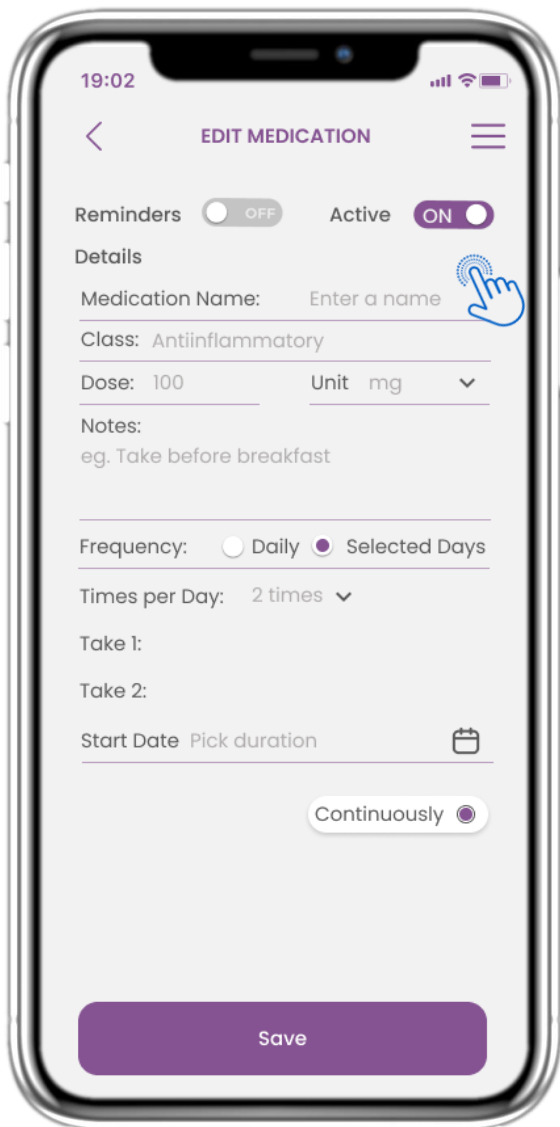 19:02
EDIT MEDICATION
Reminders OFF Active ON
Details
Medication Name: Enter a name
Class: Antiinflammatory
Dose: 100 Unit mg
Notes:
eg. Take before breakfast
Frequency: Daily Selected Days
Times per Day: 2 times
Take 1:
Take 2:
Start Date Pick duration
Continuously
Save